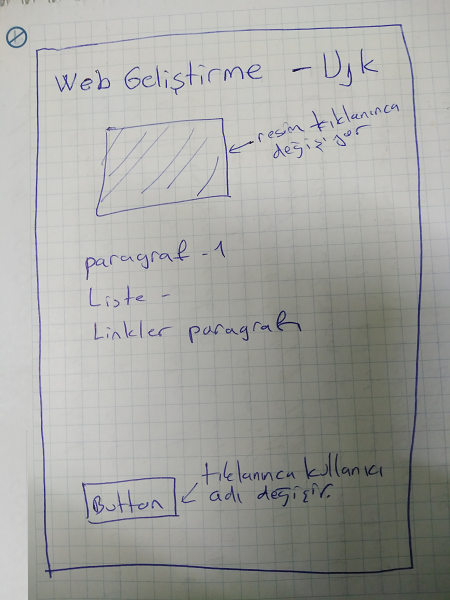 Web Geliştirme - Ujk
resim tıklanınca
değişiyor
paragraf - 1
Liste -
Linkler paragrafı
tıklanınca kullanıcı
adı değişir.
Button